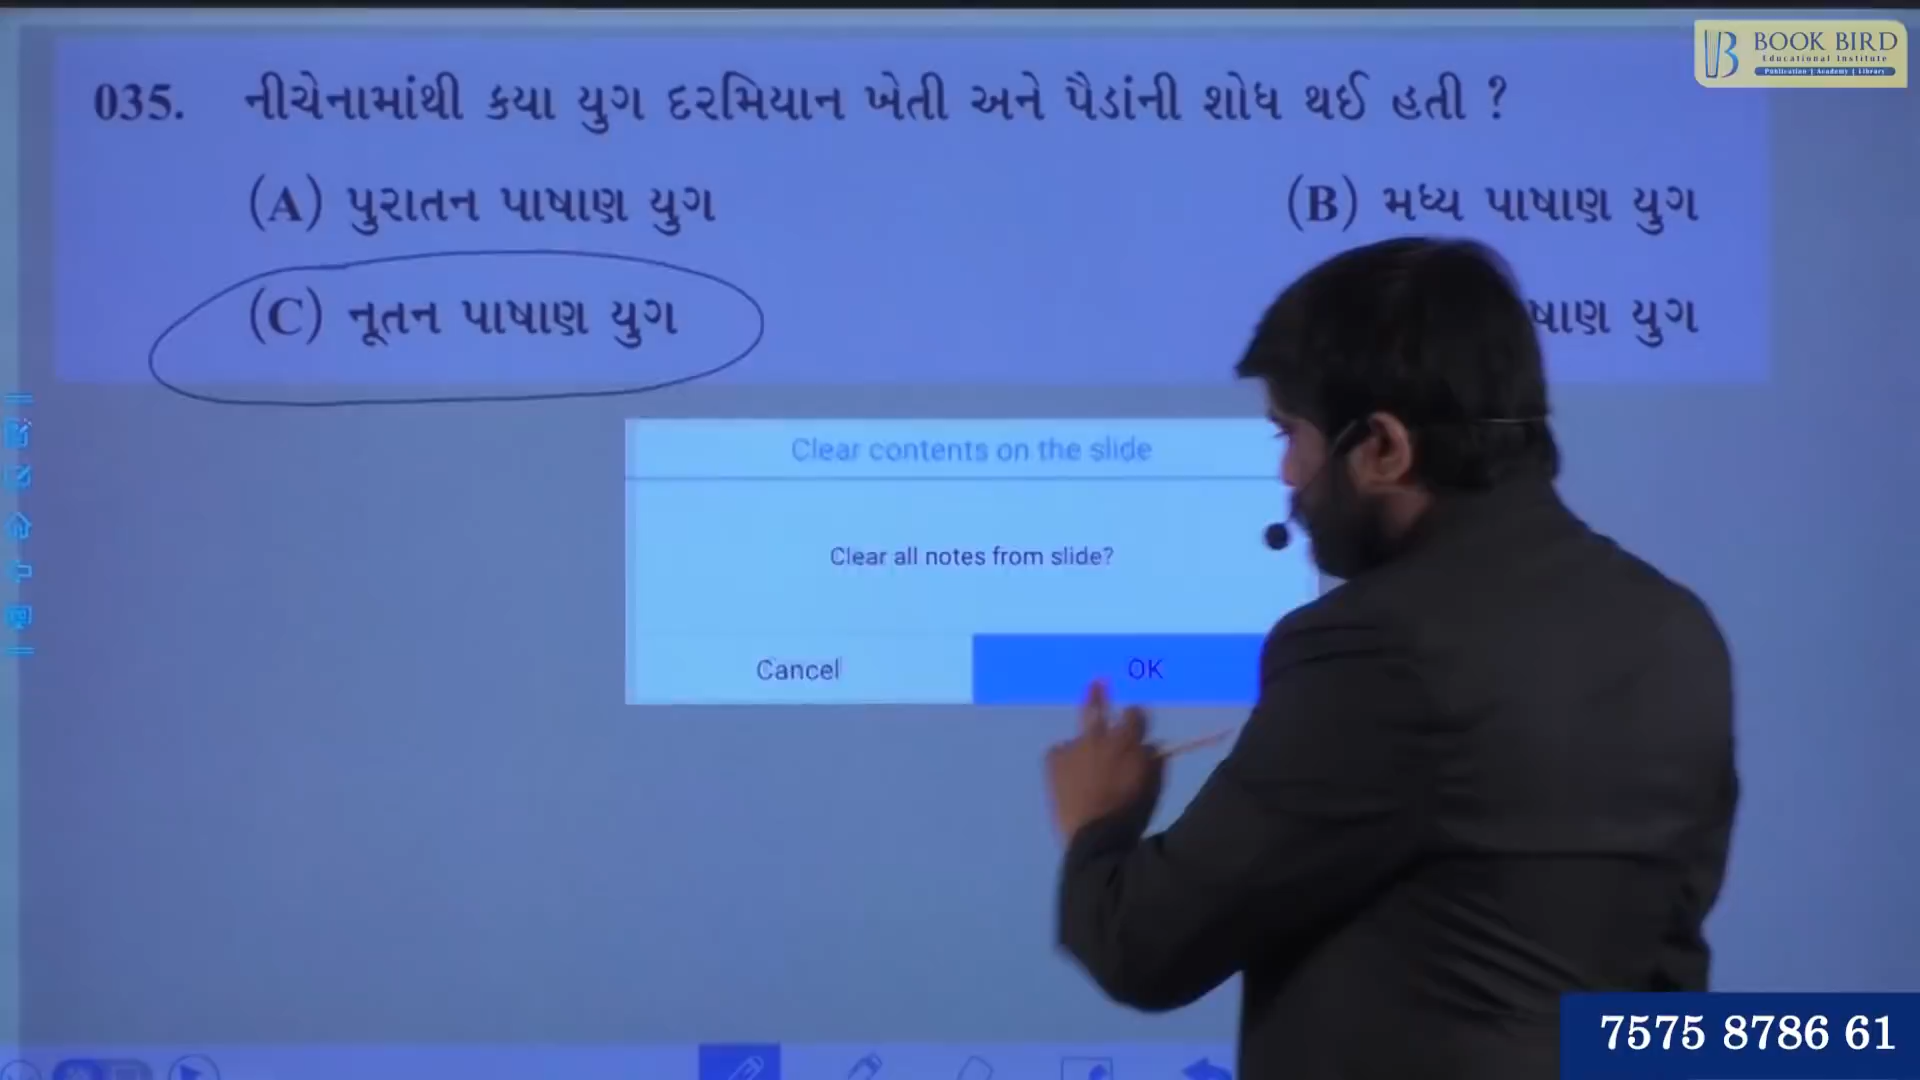 BOOK BIRD
Educational Institute
Publication | Academy | Library
035. નીચેનામાંથી કયા યુગ દરમિયાન ખેતી અને પૈડાંની શોધ થઈ હતી ?
(A) પુરાતન પાષાણ યુગ
(B) મધ્ય પાષાણ યુગ
(C) નૂતન પાષાણ યુગ
યુગ
Clear contents on the slide
Clear all notes from slide?
Cancel
OK
7575 8786 61